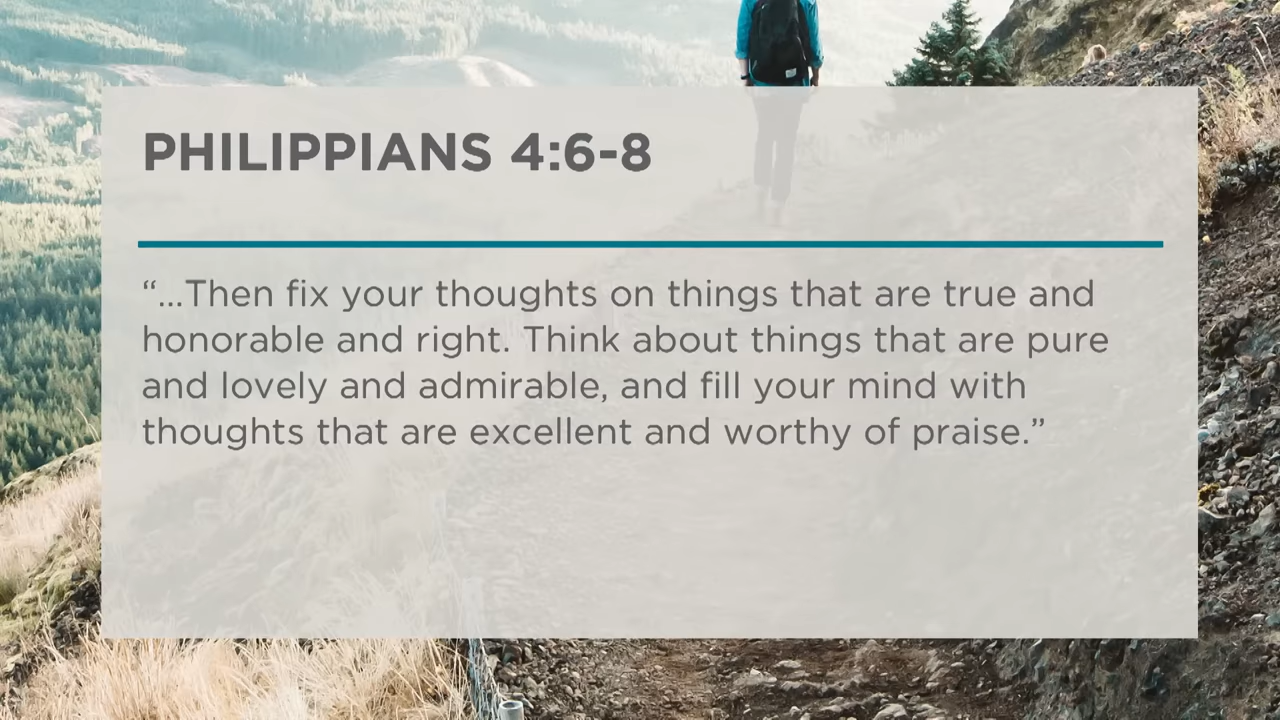 PHILIPPIANS 4:6-8
“...Then fix your thoughts on things that are true and
honorable and right. Think about things that are pure
and lovely and admirable, and fill your mind with
thoughts that are excellent and worthy of praise.”